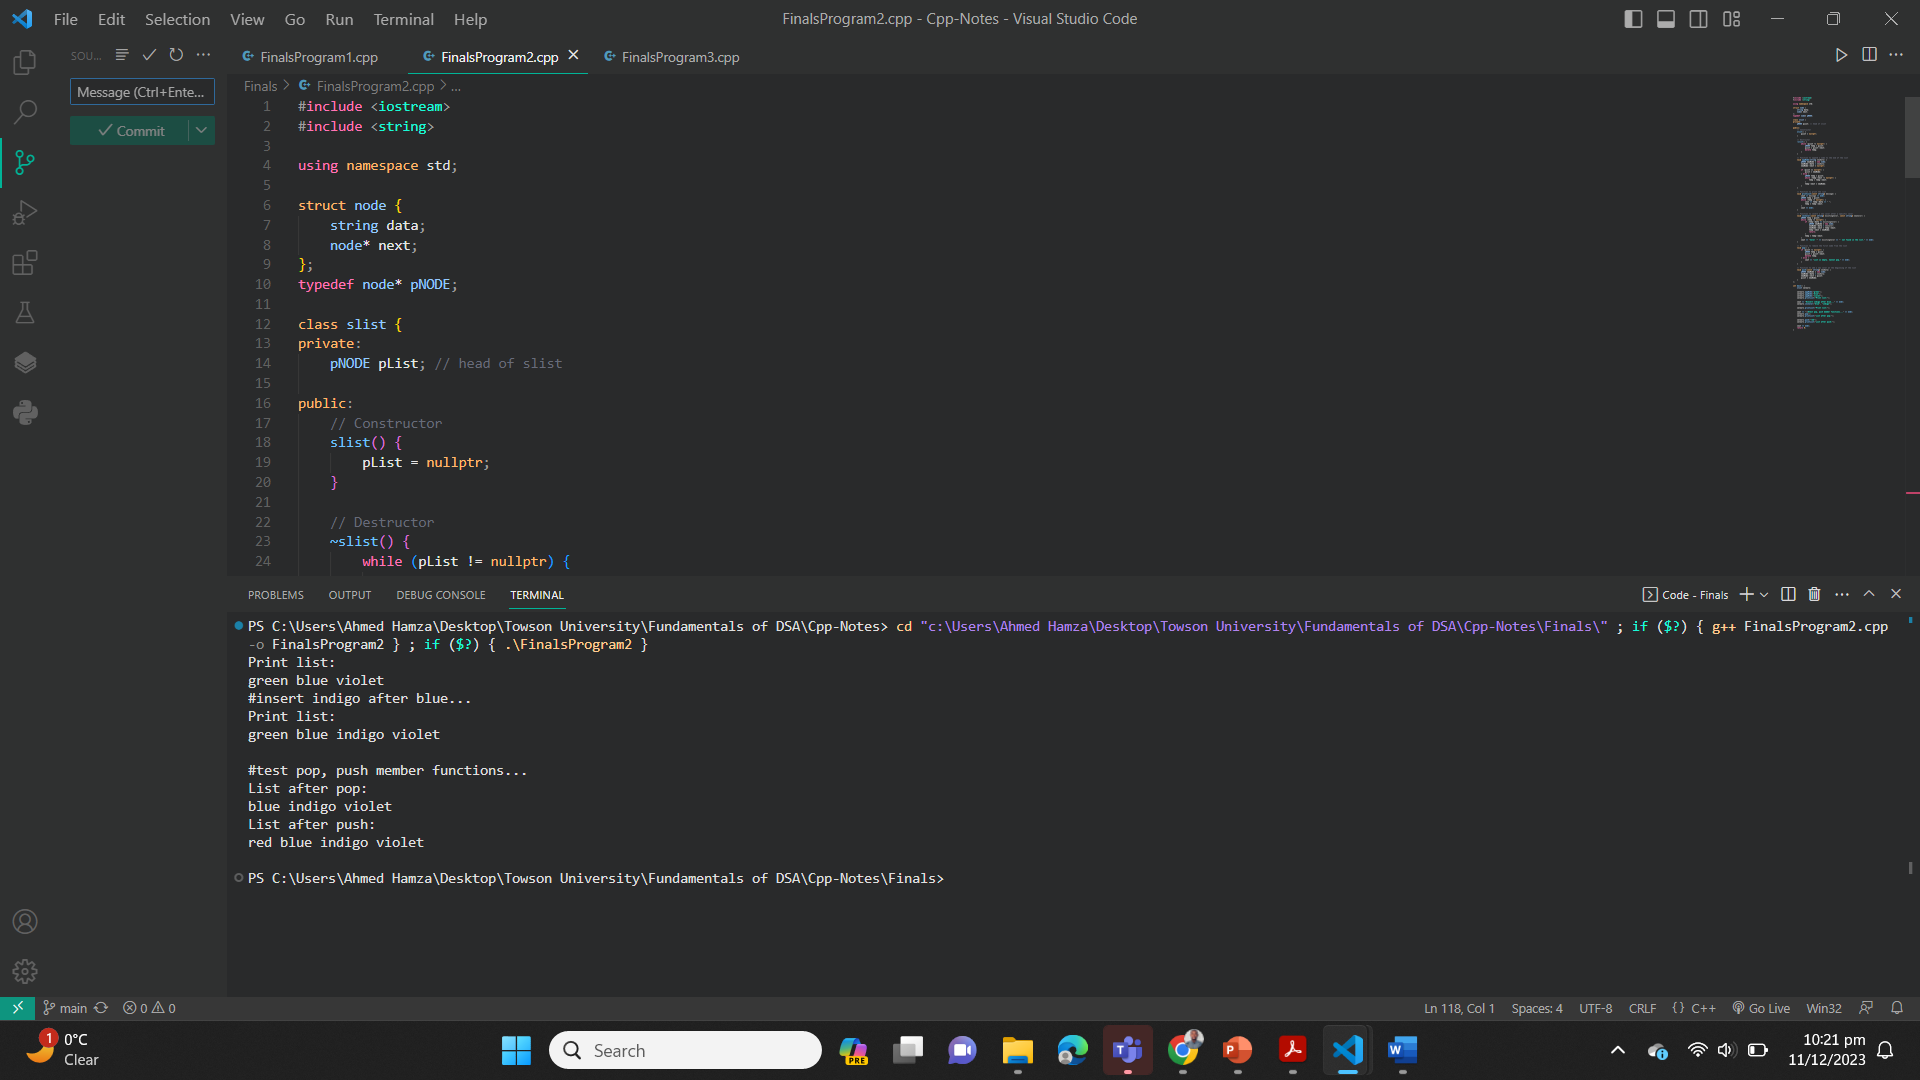 File Edit Selection View Go Run Terminal Help
FinalsProgram2.cpp - Cpp-Notes - Visual Studio Code
SOU...
FinalsProgram1.cpp
FinalsProgram2.cpp
FinalsProgram3.cpp
Message (Ctrl+Ente...
Commit
Finals > FinalsProgram2.cpp > ...
1 #include <iostream>
2 #include <string>
3
4 using namespace std;
5
6 struct node {
7 string data;
8 node* next;
9 };
10 typedef node* pNODE;
11
12 class slist {
13 private:
14 pNODE pList; // head of slist
15
16 public:
17 // Constructor
18 slist() {
19 pList = nullptr;
20 }
21
22 // Destructor
23 ~slist() {
24 while (pList != nullptr) {
PROBLEMS OUTPUT DEBUG CONSOLE TERMINAL
Code - Finals
PS C:\Users\Ahmed Hamza\Desktop\Towson University\Fundamentals of DSA\Cpp-Notes> cd "c:\Users\Ahmed Hamza\Desktop\Towson University\Fundamentals of DSA\Cpp-Notes\Finals\" ; if ($?) { g++ FinalsProgram2.cpp
-o FinalsProgram2 } ; if ($?) { .\FinalsProgram2 }
Print list:
green blue violet
#insert indigo after blue...
Print list:
green blue indigo violet
#test pop, push member functions...
List after pop:
blue indigo violet
List after push:
red blue indigo violet
PS C:\Users\Ahmed Hamza\Desktop\Towson University\Fundamentals of DSA\Cpp-Notes\Finals>
main 0 0
Ln 118, Col 1 Spaces: 4 UTF-8 CRLF {} C++ Go Live Win32
1
0°C
Clear
Search
PRE
10:21 pm
11/12/2023